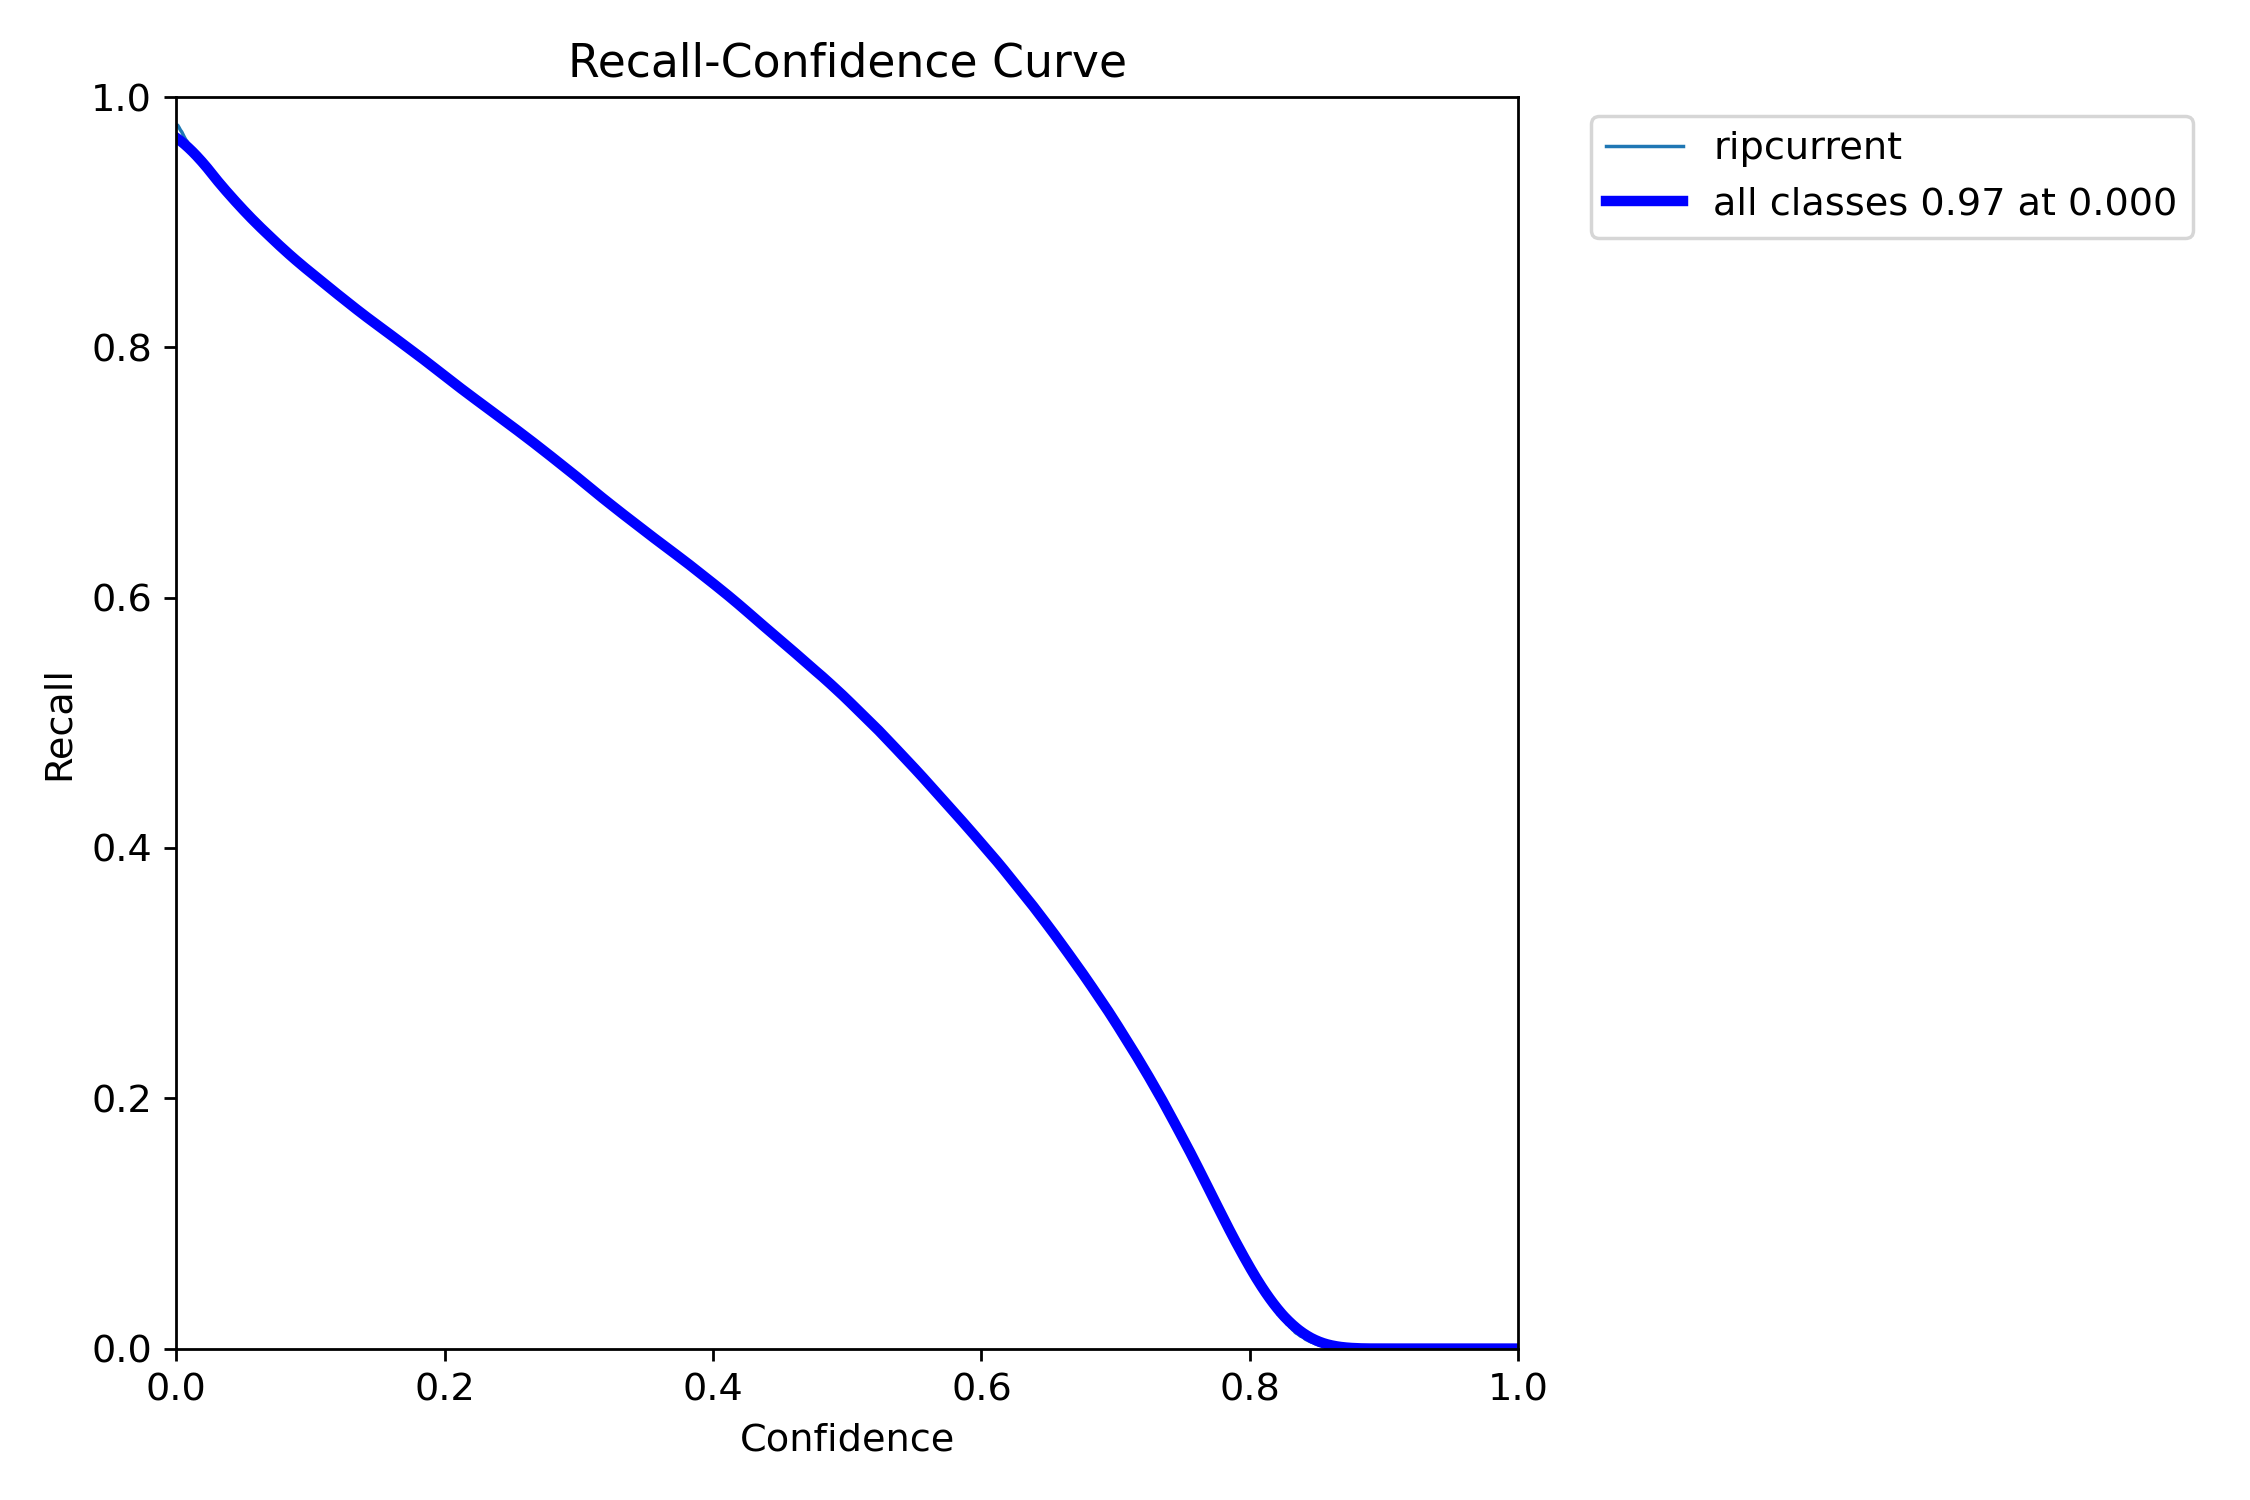 Recall-Confidence Curve
1.0
0.8
0.6
0.4
0.2
0.0
Recall
0.0 0.2 0.4 0.6 0.8 1.0
Confidence
ripcurrent
all classes 0.97 at 0.000